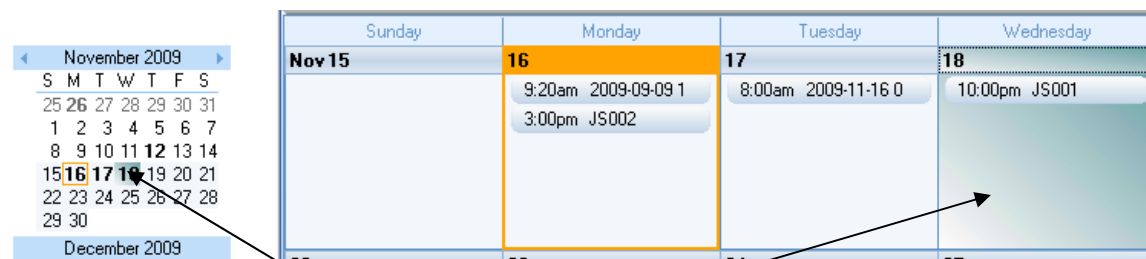 November 2009
S M T W T F S
25 26 27 28 29 30 31
1 2 3 4 5 6 7
8 9 10 11 12 13 14
15 16 17 18 19 20 21
22 23 24 25 26 27 28
29 30
December 2009
Sunday Monday Tuesday Wednesday
Nov 15 16 17 18
9:20am 2009-09-09 1 8:00am 2009-11-16 0 10:00pm JS001
3:00pm JS002